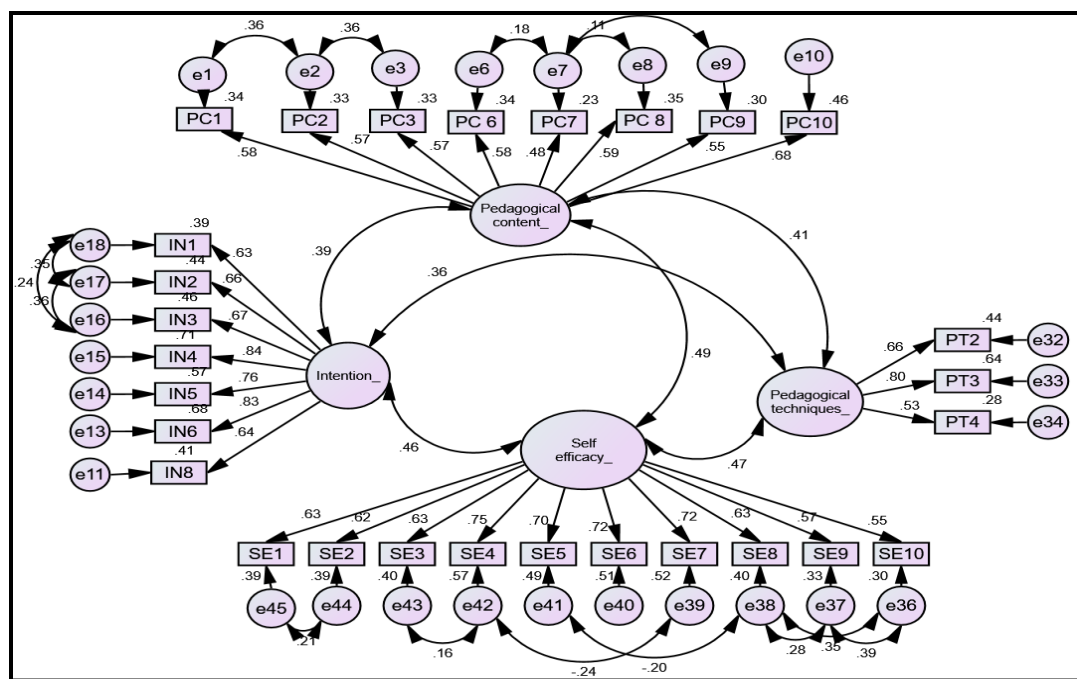 .36 .36 .18 .11
e1 e2 e3 e6 e7 e8 e9 e10
.34 .33 .33 .34 .23 .35 .30 .46
PC1 PC2 PC3 PC 6 PC7 PC 8 PC9 PC10
.58 .57 .57 .58 .48 .59 .55 .68
Pedagogical
content_
.39 .41
.36
.49
.39
e18 IN1 .63
.35 .44
.24 e17 IN2 .66
.36 .46
e16 IN3 .67
.71
e15 IN4 .84
.57
e14 IN5 .76
.68
e13 IN6 .83
.41 .64
e11 IN8
Intention_
.44
.66 PT2 e32
.64
.80 PT3 e33
.28
.53 PT4 e34
Pedagogical
techniques_
.46 .47
Self
efficacy_
.63 .62 .63 .75 .70 .72 .72 .63 .57 .55
SE1 SE2 SE3 SE4 SE5 SE6 SE7 SE8 SE9 SE10
.39 .39 .40 .57 .49 .51 .52 .40 .33 .30
e45 e44 e43 e42 e41 e40 e39 e38 e37 e36
.21 .16 -.24 -.20 .28 .35 .39